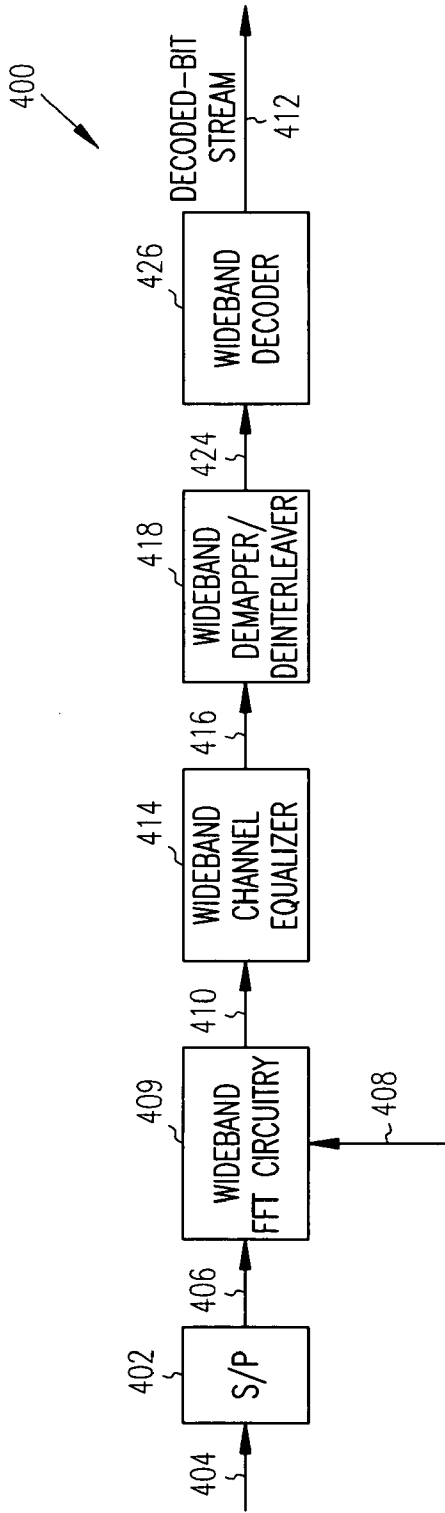 400
404
402
S/P
406
409
WIDEBAND
FFT CIRCUITRY
408
410
414
WIDEBAND
CHANNEL
EQUALIZER
416
418
WIDEBAND
DEMAPPER/
DEINTERLEAVER
424
426
WIDEBAND
DECODER
DECODED-BIT
STREAM
412